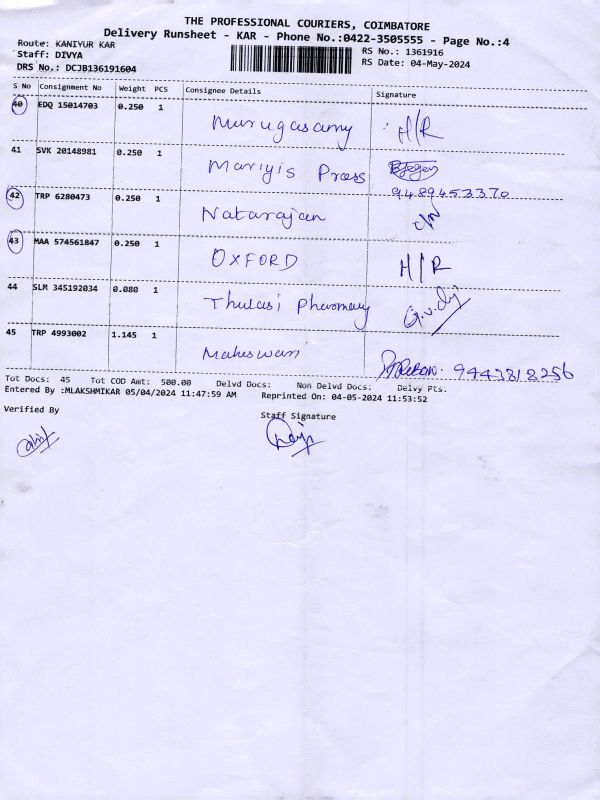 THE PROFESSIONAL COURIERS, COIMBATORE
Delivery Runsheet - KAR - Phone No.:0422-3505555 - Page No.:4
Route: KANIYUR KAR
RS No.: 1361916
Staff: DIVYA
RS Date: 04-May-2024
DRS No.: DCJB136191604
S No Consignment No Weight PCS Consignee Details Signature
40 EDQ 15014703 0.250 1 Murugasamy H/R
41 SVK 20148981 0.250 1 Mariyis Press
9489453370
42 TRP 6280473 0.250 1 Natarajan
43 MAA 574561847 0.250 1 OXFORD H/R
44 SLM 345192034 0.080 1 Thulasi Pharmacy
45 TRP 4993002 1.145 1 Maheswari 9443818256
Tot Docs: 45 Tot COD Amt: 500.00 Delvd Docs: Non Delvd Docs: Delvy Pts.
Entered By :MLAKSHMIKAR 05/04/2024 11:47:59 AM Reprinted On: 04-05-2024 11:53:52
Verified By
Staff Signature